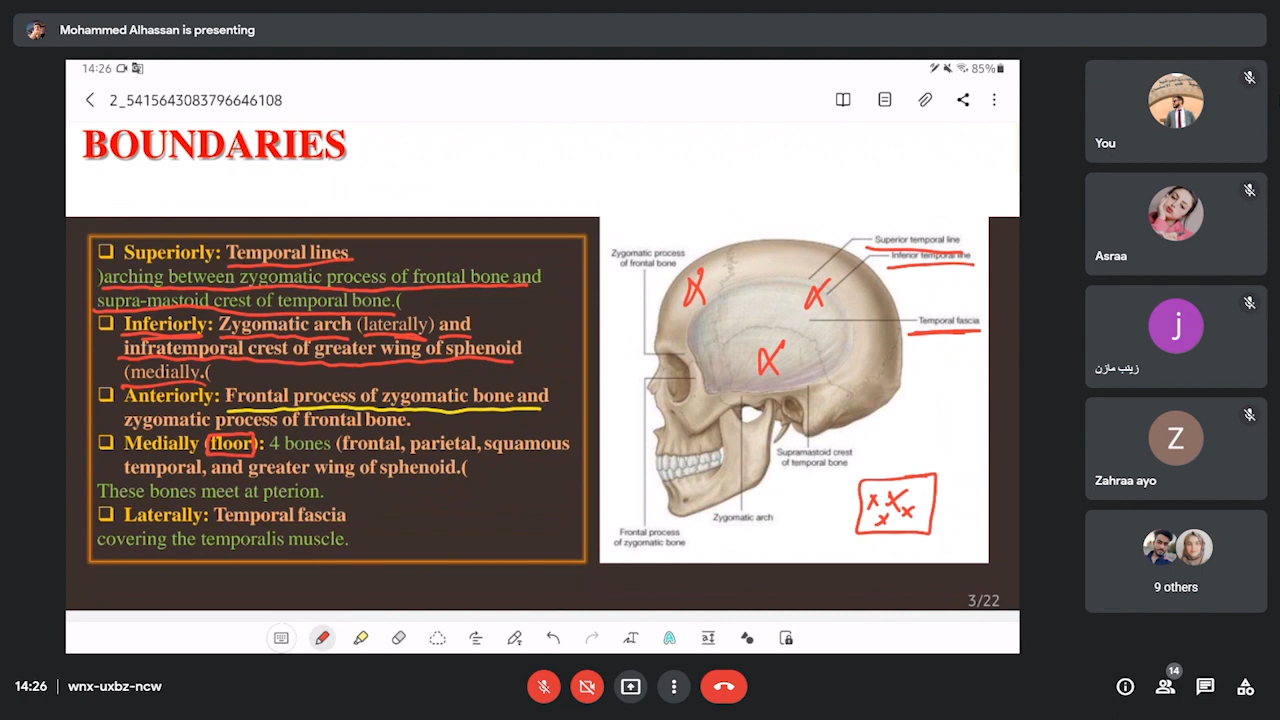 Mohammed Alhassan is presenting
14:26
85%
2_5415643083796646108
BOUNDARIES
Superiorly: Temporal lines
)arching between zygomatic process of frontal bone and
supra-mastoid crest of temporal bone.(
Inferiorly: Zygomatic arch (laterally) and
infratemporal crest of greater wing of sphenoid
(medially.(
Anteriorly: Frontal process of zygomatic bone and
zygomatic process of frontal bone.
Medially (floor): 4 bones (frontal, parietal, squamous
temporal, and greater wing of sphenoid.(
These bones meet at pterion.
Laterally: Temporal fascia
covering the temporalis muscle.
Zygomatic process
of frontal bone
Superior temporal line
Inferior temporal line
Temporal fascia
Supramastoid crest
of temporal bone
Zygomatic arch
Frontal process
of zygomatic bone
3/22
You
Asraa
j
زينب مازن
Z
Zahraa ayo
9 others
14:26
wnx-uxbz-ncw
14